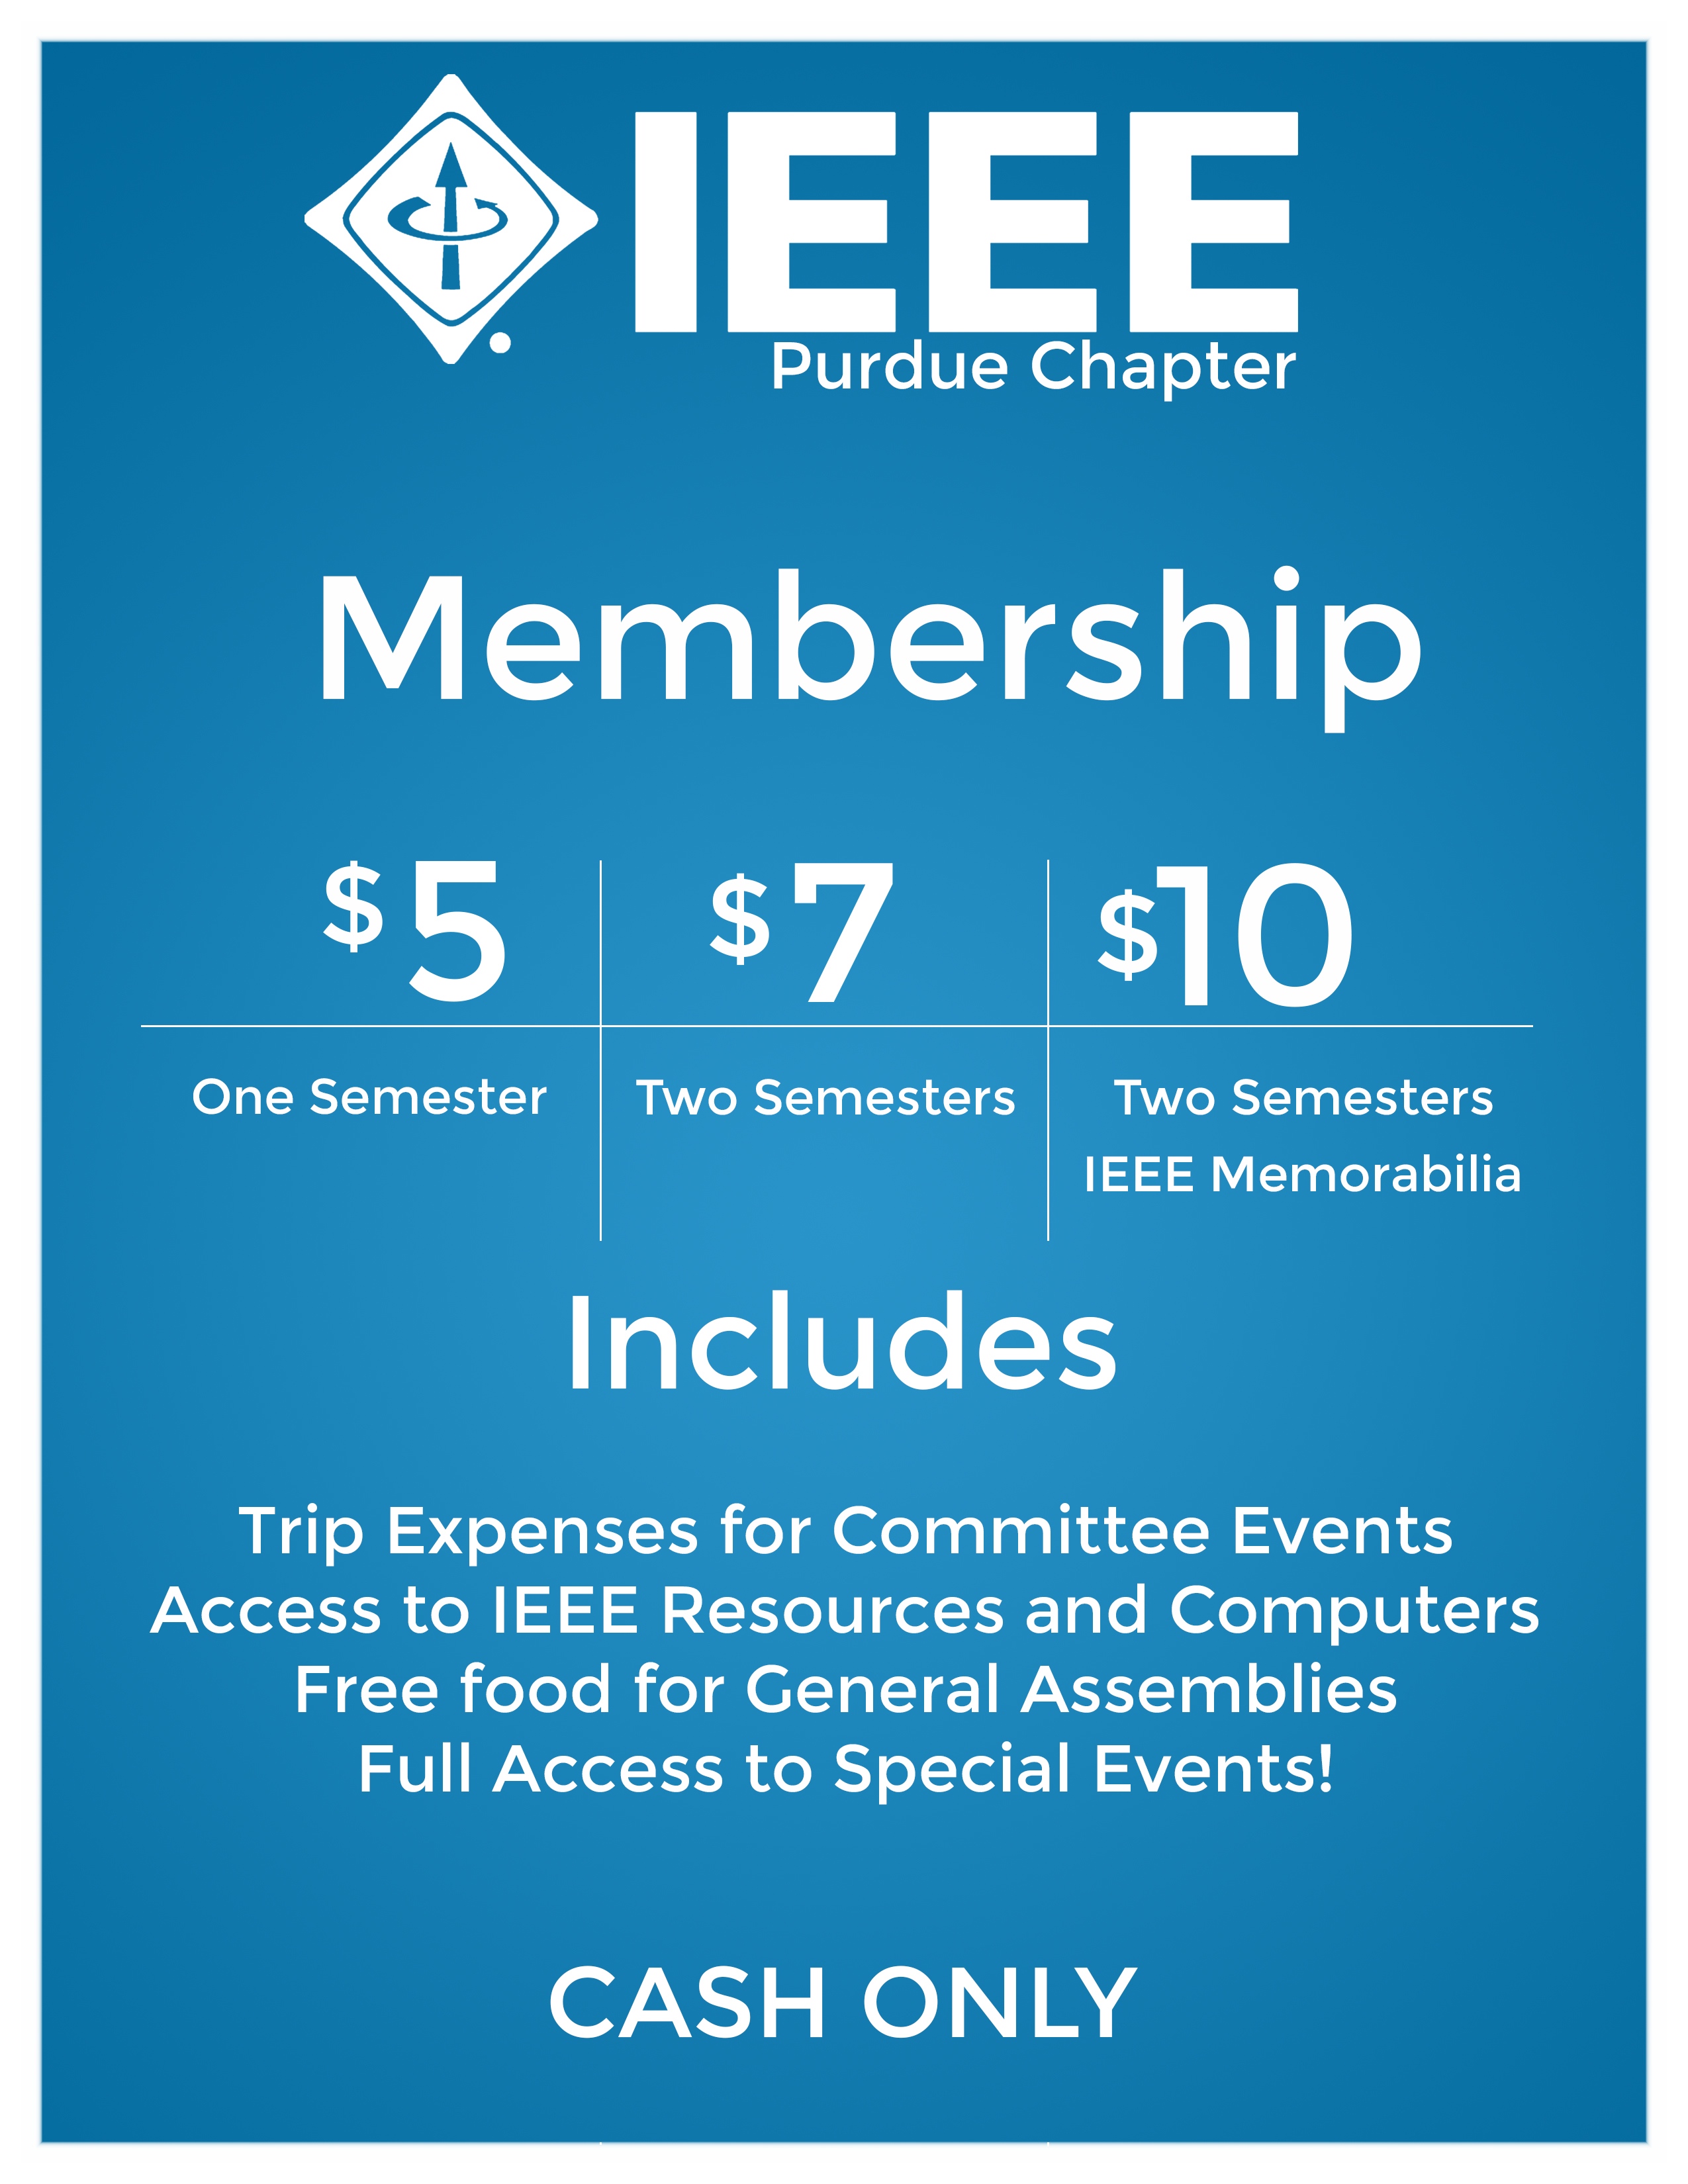 IEEE
Purdue Chapter
Membership
$5 $7 $10
One Semester Two Semesters Two Semesters
IEEE Memorabilia
Includes
Trip Expenses for Committee Events
Access to IEEE Resources and Computers
Free food for General Assemblies
Full Access to Special Events!
CASH ONLY